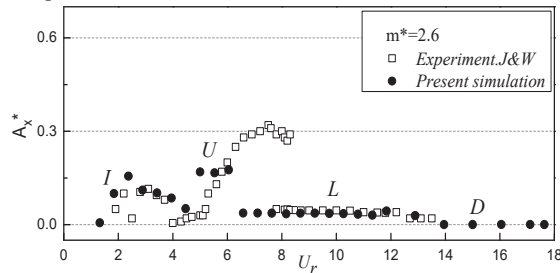 0.6
0.3
0.0
A_x*
m*=2.6
Experiment.J&W
Present simulation
I
U
L
D
0 2 4 6 8 10 12 14 16 18
U_r